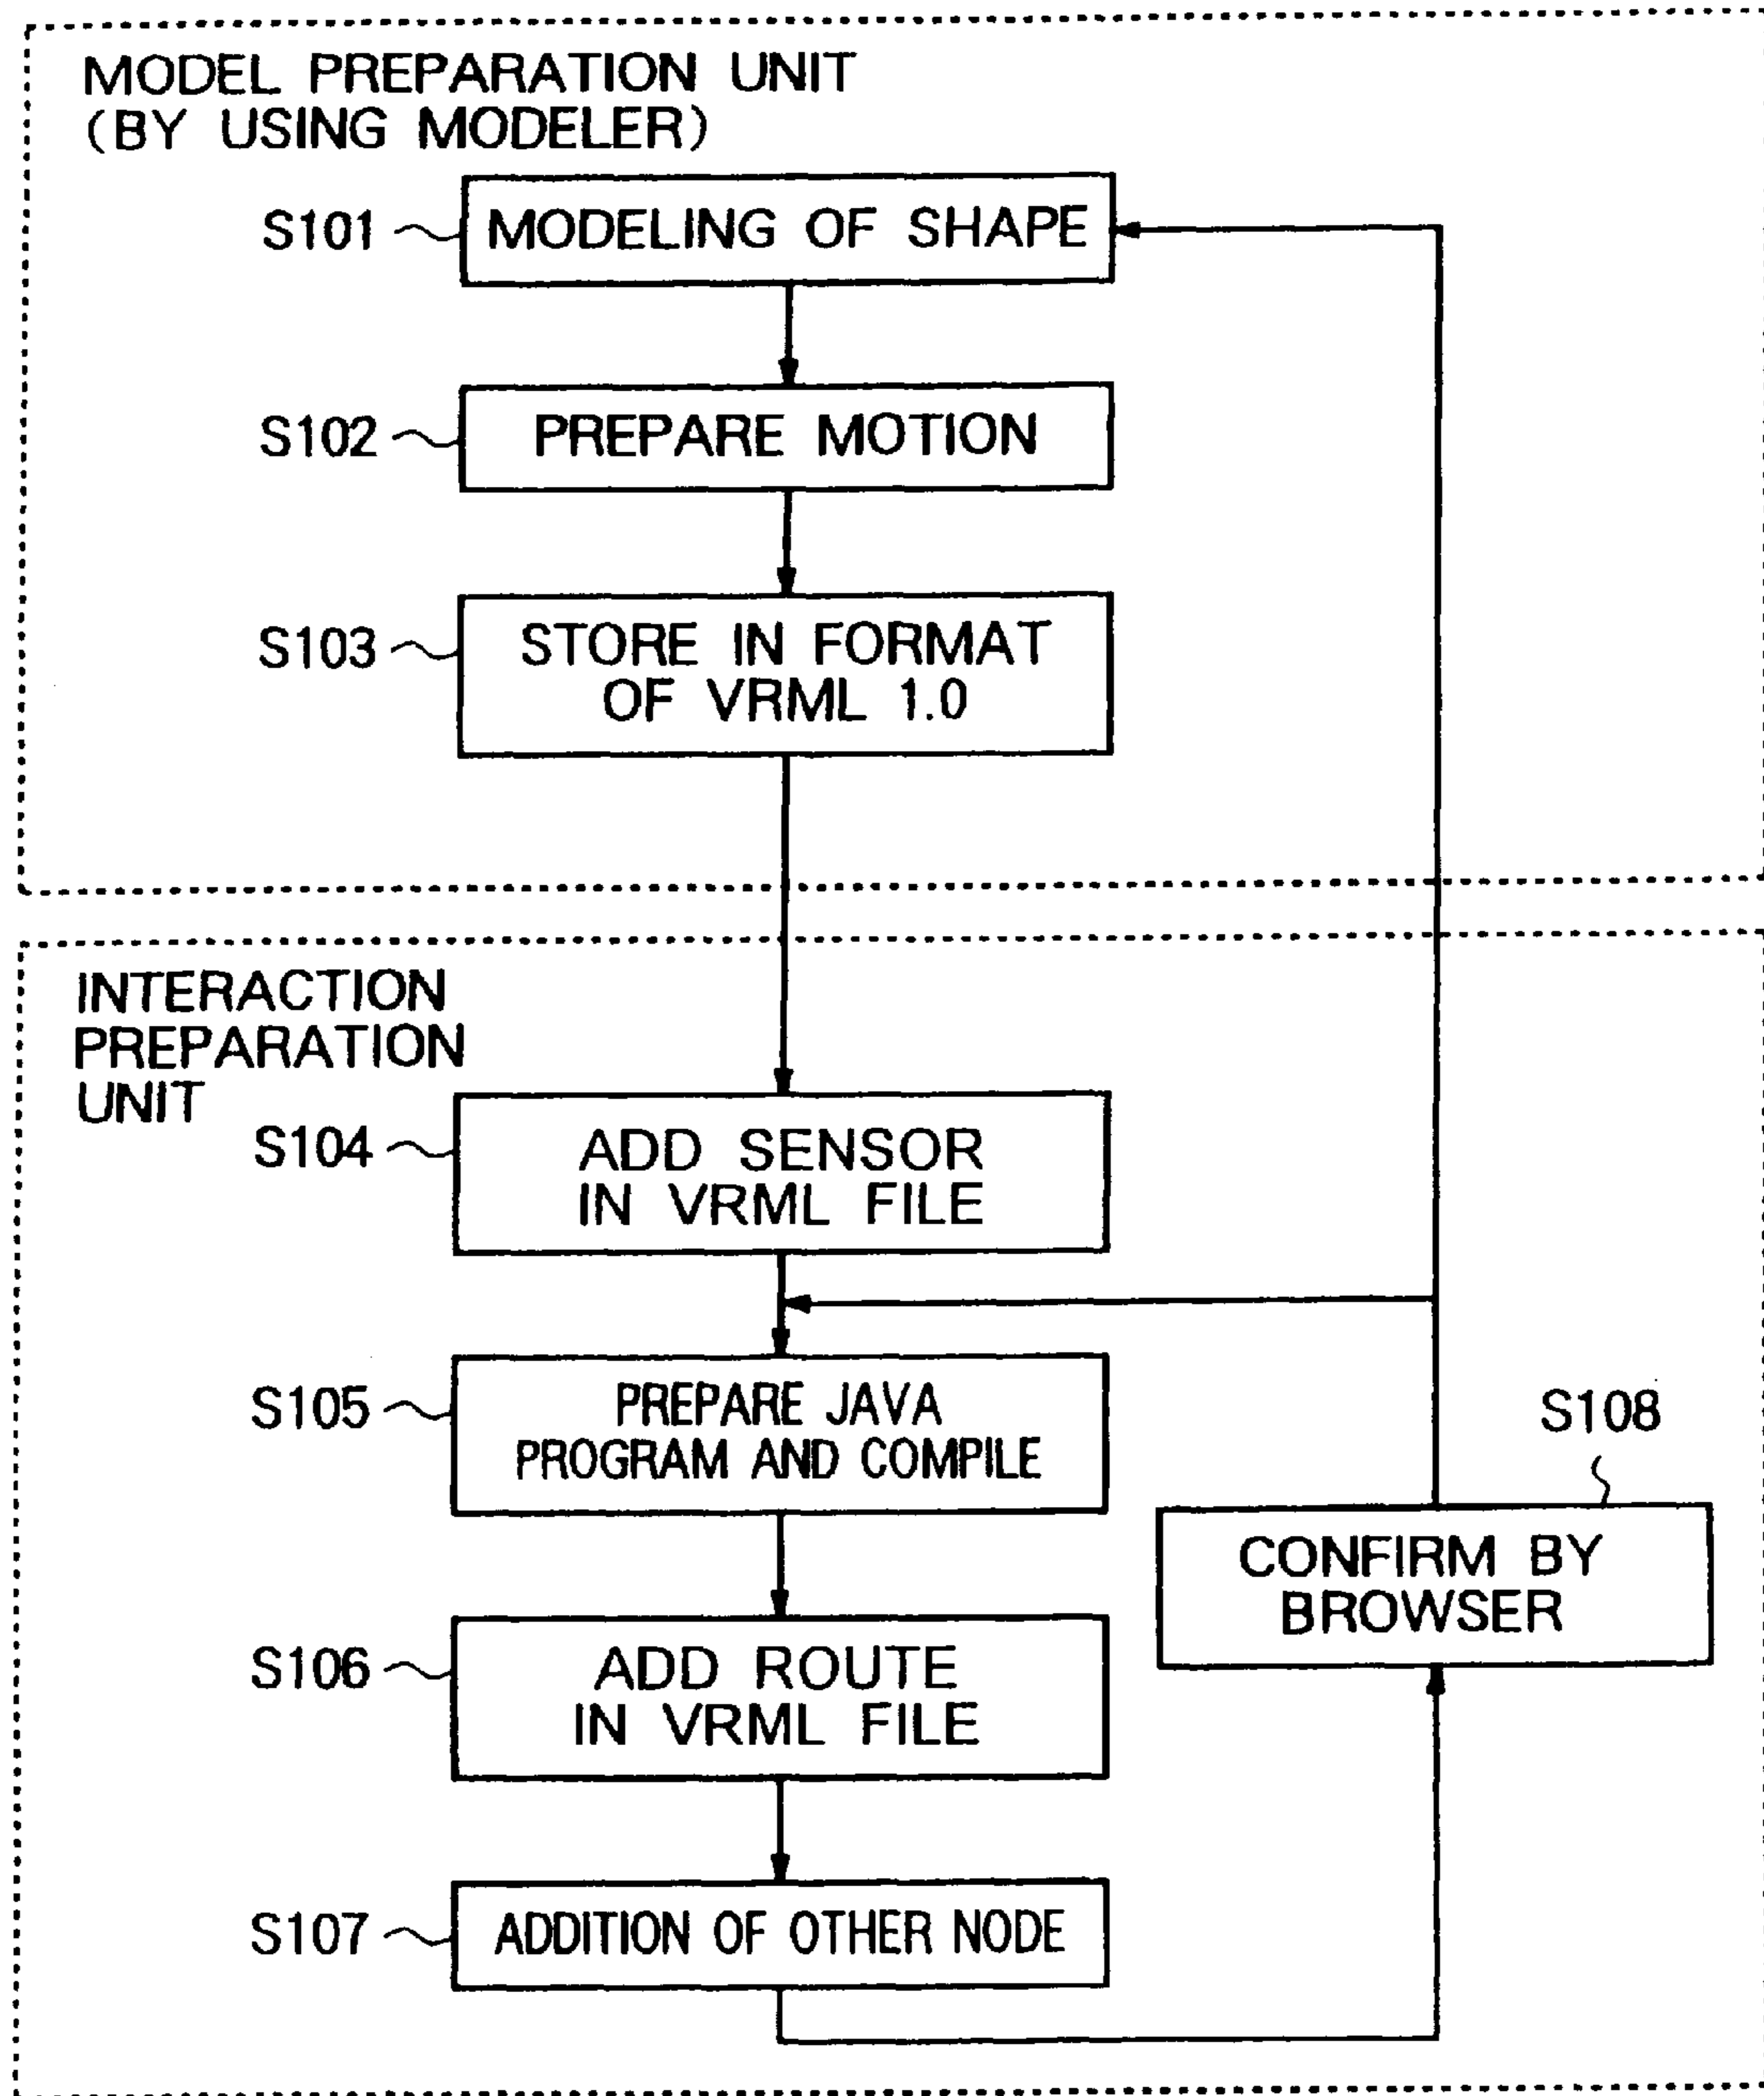 MODEL PREPARATION UNIT
(BY USING MODELER)
S101
MODELING OF SHAPE
S102
PREPARE MOTION
S103
STORE IN FORMAT
OF VRML 1.0
INTERACTION
PREPARATION
UNIT
S104
ADD SENSOR
IN VRML FILE
S105
PREPARE JAVA
PROGRAM AND COMPILE
S108
CONFIRM BY
BROWSER
S106
ADD ROUTE
IN VRML FILE
S107
ADDITION OF OTHER NODE